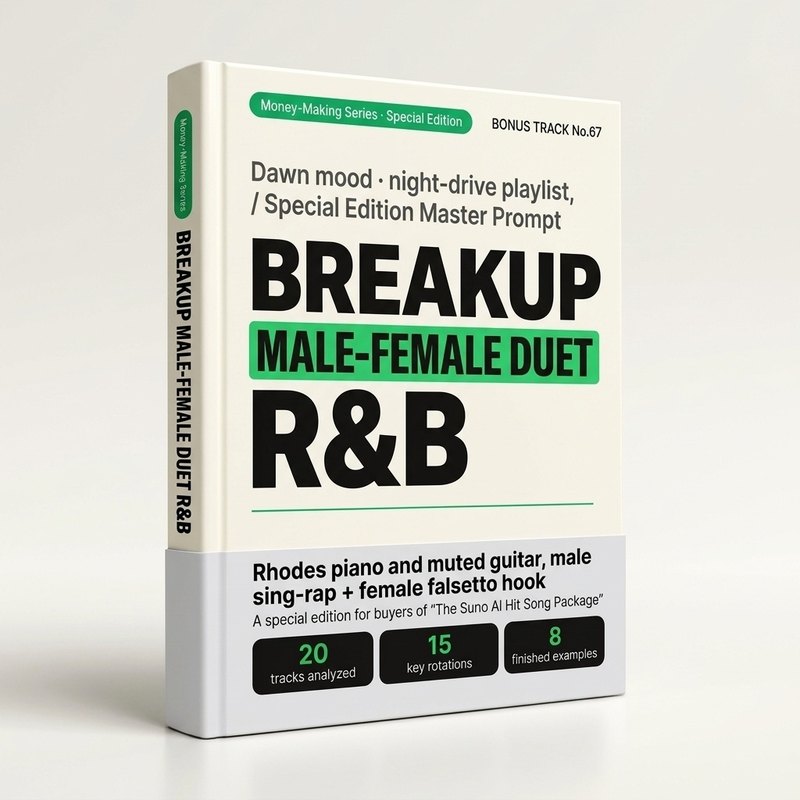 Money-Making Series · Special Edition
BONUS TRACK No.67
Dawn mood · night-drive playlist,
/ Special Edition Master Prompt
BREAKUP
MALE-FEMALE DUET
R&B
Rhodes piano and muted guitar, male
sing-rap + female falsetto hook
A special edition for buyers of "The Suno AI Hit Song Package"
20
tracks analyzed
15
key rotations
8
finished examples
Money-Making Series
BREAKUP MALE-FEMALE DUET R&B